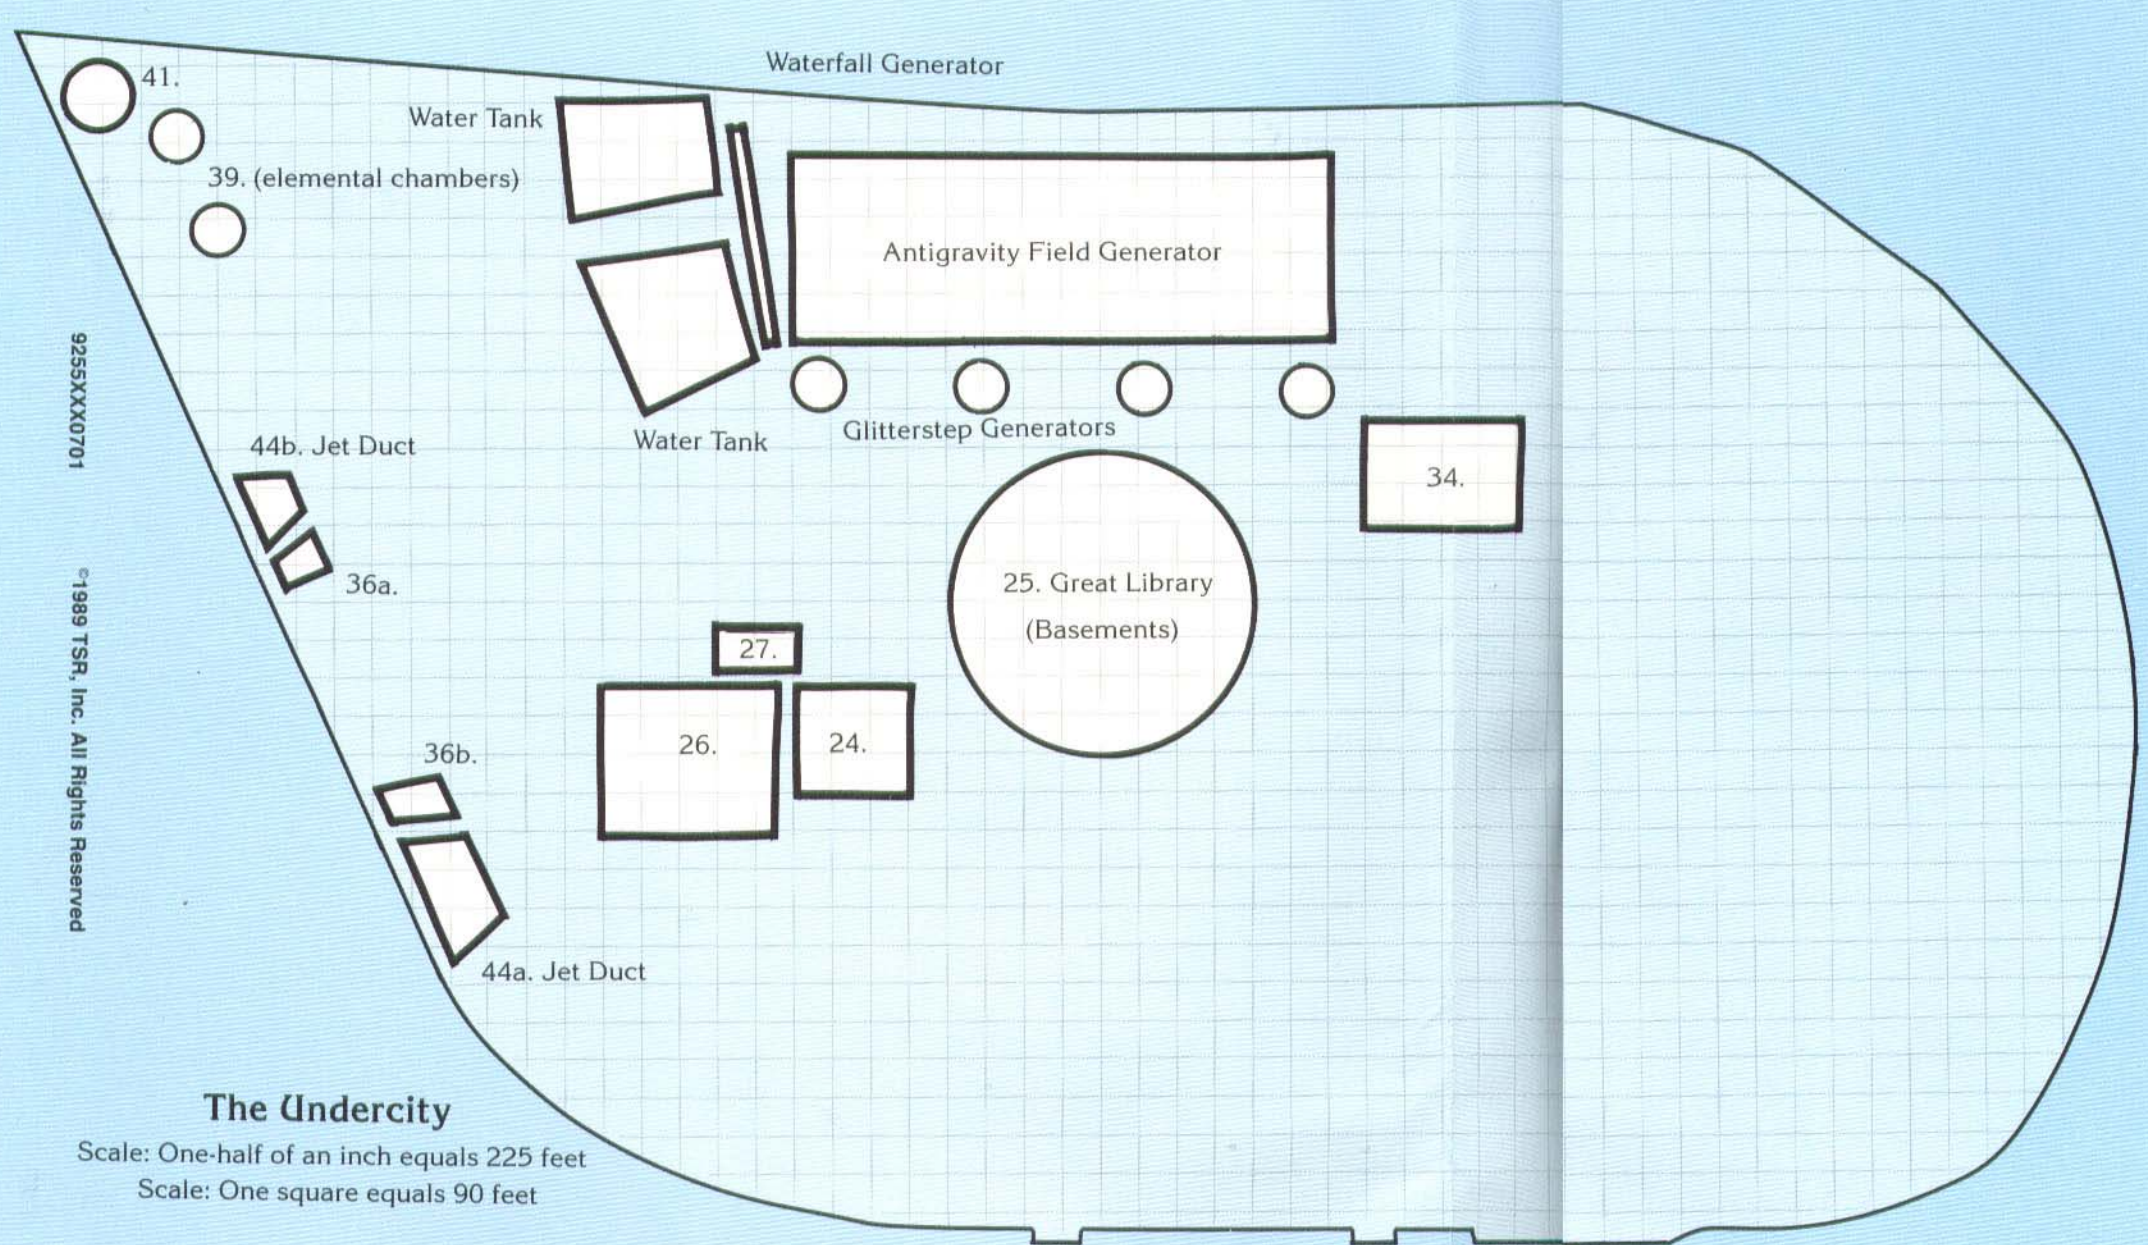 Waterfall Generator
41.
Water Tank
39. (elemental chambers)
Antigravity Field Generator
44b. Jet Duct
Water Tank
Glitterstep Generators
34.
36a.
25. Great Library
(Basements)
27.
26.
24.
36b.
44a. Jet Duct
The Undercity
Scale: One-half of an inch equals 225 feet
Scale: One square equals 90 feet
9255XXX0701
©1989 TSR, Inc. All Rights Reserved